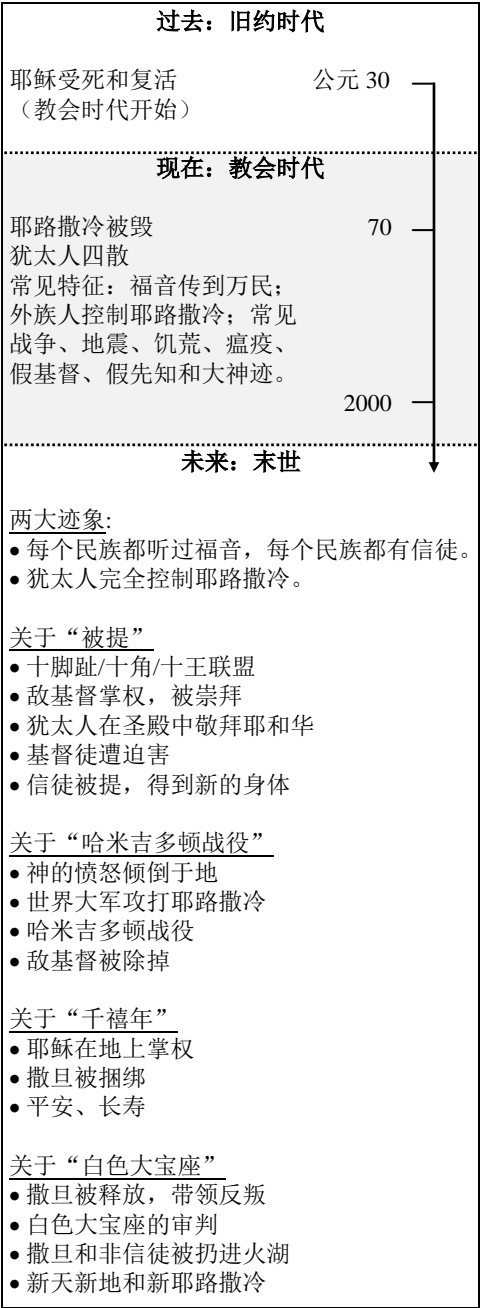 过去：旧约时代
耶稣受死和复活 公元 30
（教会时代开始）
现在：教会时代
耶路撒冷被毁 70
犹太人四散
常见特征：福音传到万民；
外族人控制耶路撒冷；常见
战争、地震、饥荒、瘟疫、
假基督、假先知和大神迹。
2000
未来：末世
两大迹象:
• 每个民族都听过福音，每个民族都有信徒。
• 犹太人完全控制耶路撒冷。
关于“被提”
• 十脚趾/十角/十王联盟
• 敌基督掌权，被崇拜
• 犹太人在圣殿中敬拜耶和华
• 基督徒遭迫害
• 信徒被提，得到新的身体
关于“哈米吉多顿战役”
• 神的愤怒倾倒于地
• 世界大军攻打耶路撒冷
• 哈米吉多顿战役
• 敌基督被除掉
关于“千禧年”
• 耶稣在地上掌权
• 撒旦被捆绑
• 平安、长寿
关于“白色大宝座”
• 撒旦被释放，带领反叛
• 白色大宝座的审判
• 撒旦和非信徒被扔进火湖
• 新天新地和新耶路撒冷